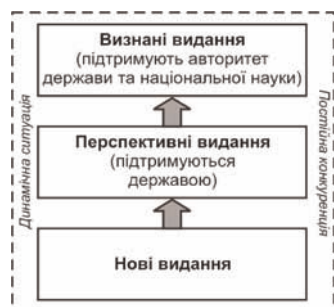 Визнані видання
(підтримують авторитет
держави та національної науки)
Перспективні видання
(підтримуються
державою)
Нові видання
Динамічна ситуація
Постійна конкуренція